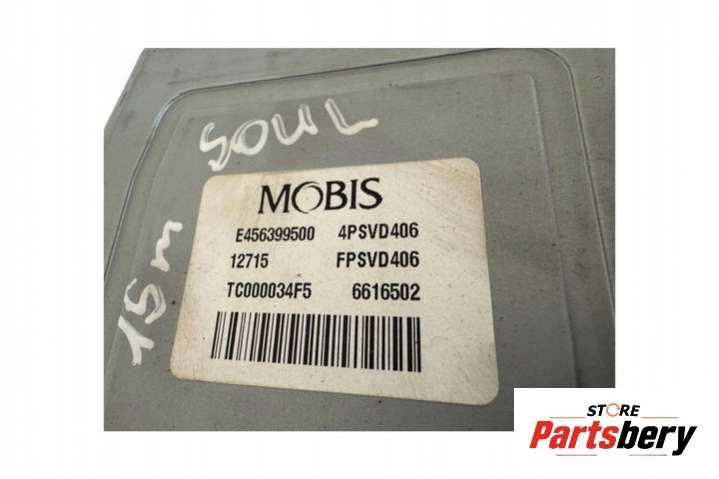 SOUL
15m
MOBIS
E456399500 4PSVD406
12715 FPSVD406
TC000034F5 6616502
STORE
Partsbery